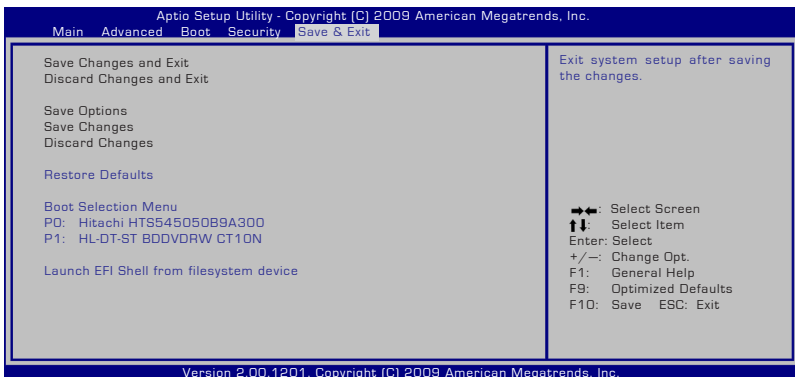 Aptio Setup Utility - Copyright (C) 2009 American Megatrends, Inc.
Main Advanced Boot Security Save & Exit
Save Changes and Exit
Discard Changes and Exit
Save Options
Save Changes
Discard Changes
Restore Defaults
Boot Selection Menu
P0: Hitachi HTS545050B9A300
P1: HL-DT-ST BDDVDRW CT10N
Launch EFI Shell from filesystem device
Exit system setup after saving
the changes.
→←: Select Screen
↑↓: Select Item
Enter: Select
+/—: Change Opt.
F1: General Help
F9: Optimized Defaults
F10: Save ESC: Exit
Version 2.00.1201. Copyright (C) 2009 American Megatrends, Inc.